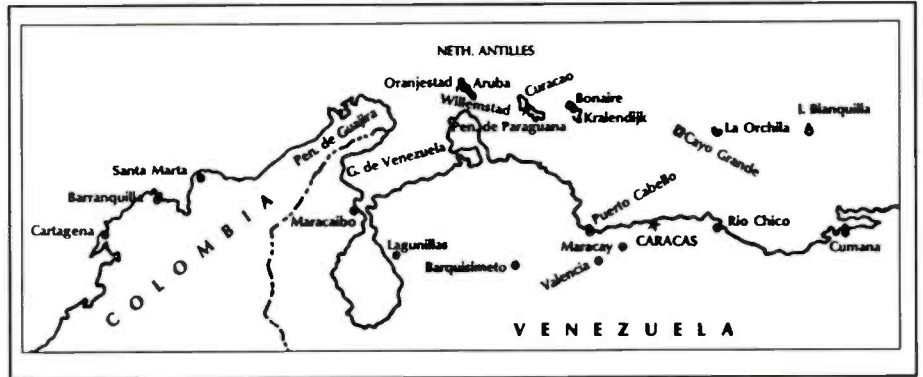 NETH. ANTILLES
Oranjestad
Aruba
Curacao
Willemstad
Bonaire
Kralendijk
Pen. de Paraguana
I. Blanquilla
La Orchila
Cayo Grande
Pen. de Guajira
G. de Venezuela
Santa Marta
Barranquilla
Cartagena
COLOMBIA
Maracaibo
Lagunillas
Barquisimeto
Puerto Cabello
Maracay
Valencia
CARACAS
Rio Chico
Cumana
VENEZUELA